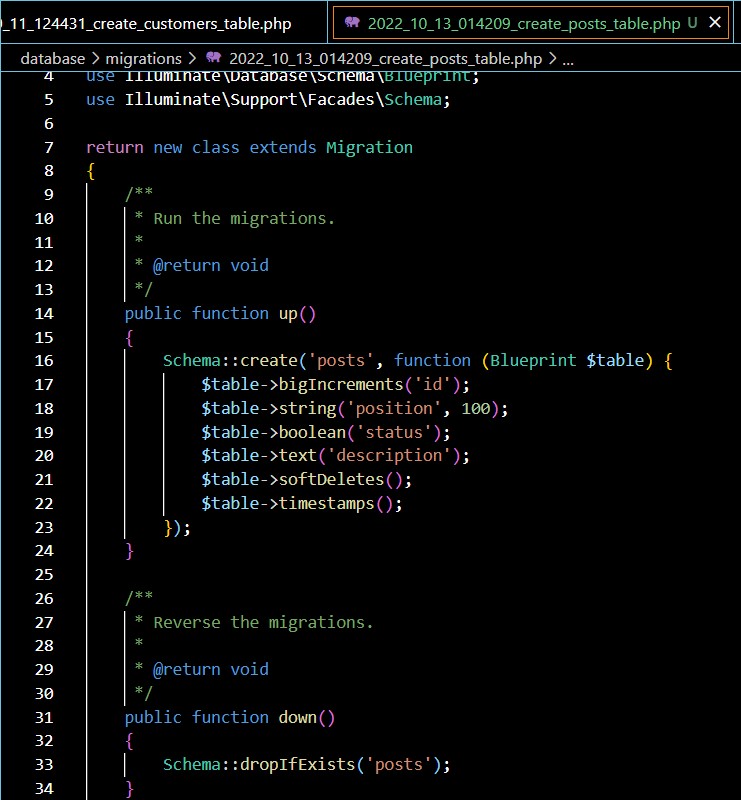 0_11_124431_create_customers_table.php 2022_10_13_014209_create_posts_table.php U ✕
database > migrations > 2022_10_13_014209_create_posts_table.php > ...
4 use Illuminate\Database\Schema\Blueprint;
5 use Illuminate\Support\Facades\Schema;
6
7 return new class extends Migration
8 {
9 /**
10 * Run the migrations.
11 *
12 * @return void
13 */
14 public function up()
15 {
16 Schema::create('posts', function (Blueprint $table) {
17 $table->bigIncrements('id');
18 $table->string('position', 100);
19 $table->boolean('status');
20 $table->text('description');
21 $table->softDeletes();
22 $table->timestamps();
23 });
24 }
25
26 /**
27 * Reverse the migrations.
28 *
29 * @return void
30 */
31 public function down()
32 {
33 Schema::dropIfExists('posts');
34 }